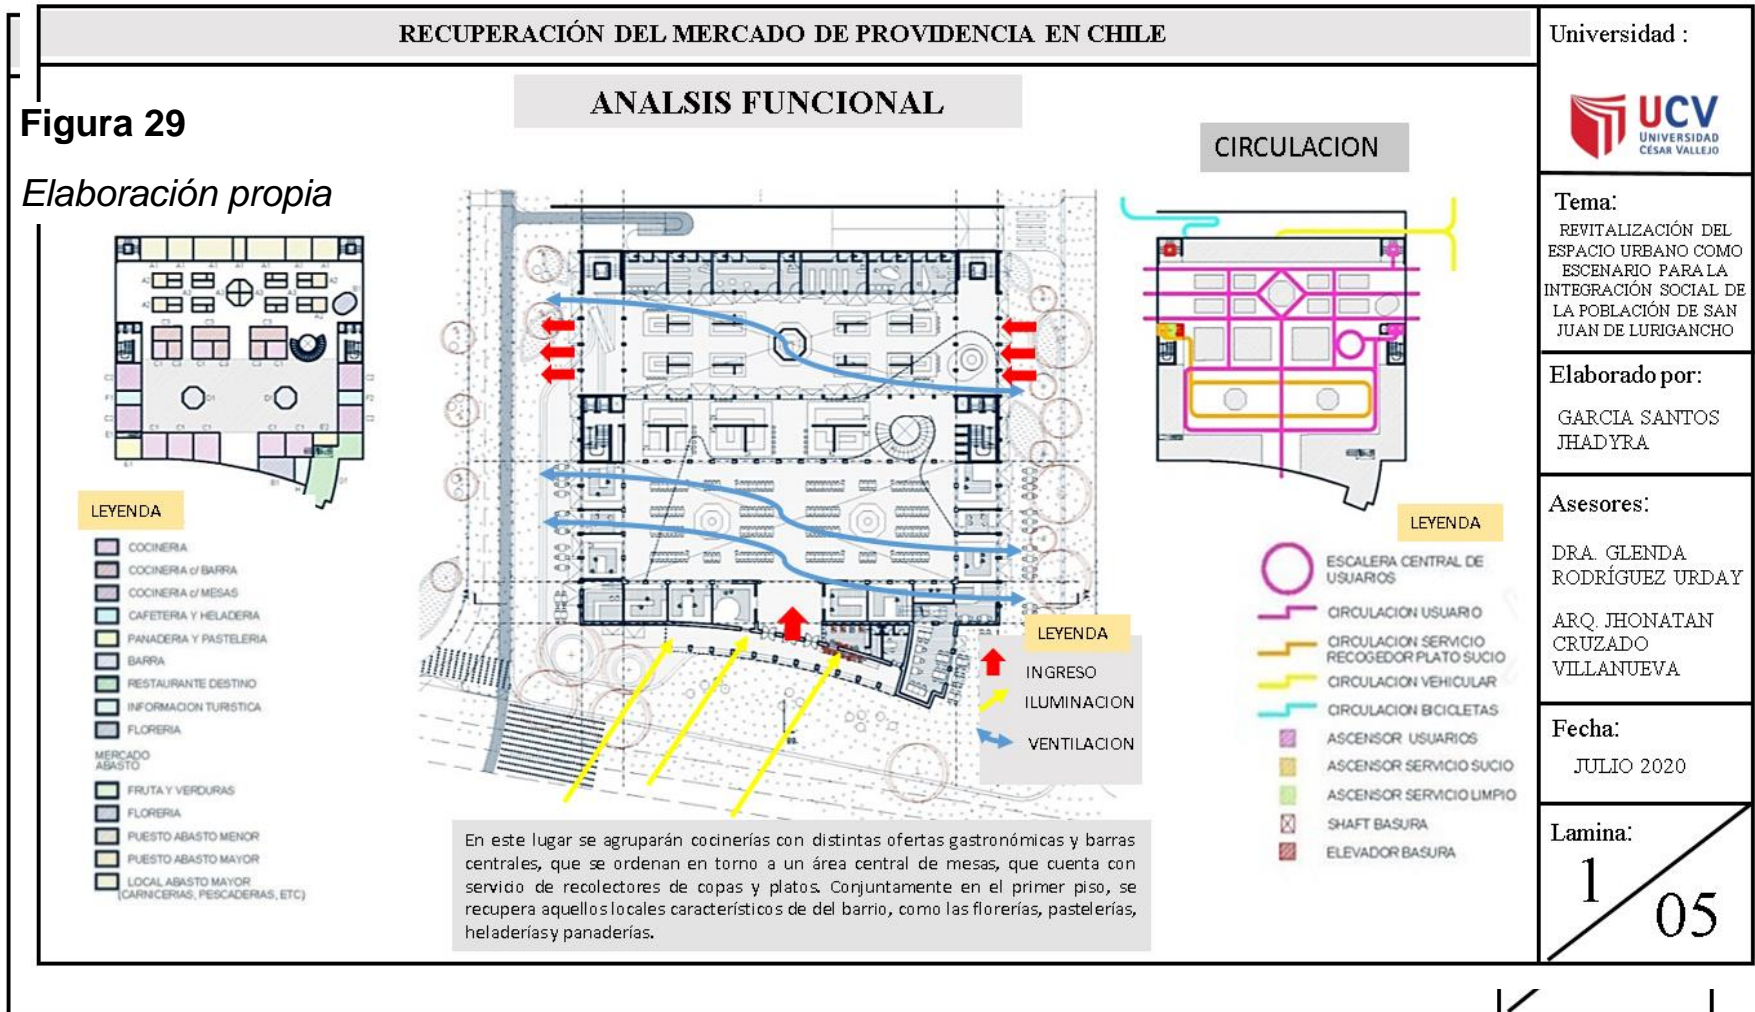 RECUPERACIÓN DEL MERCADO DE PROVIDENCIA EN CHILE
Figura 29
Elaboración propia
ANALSIS FUNCIONAL
CIRCULACION
LEYENDA
COCINERIA
COCINERIA c/ BARRA
COCINERIA c/ MESAS
CAFETERIA Y HELADERIA
PANADERIA Y PASTELERIA
BARRA
RESTAURANTE DESTINO
INFORMACION TURISTICA
FLORERIA
MERCADO
ABASTO
FRUTA Y VERDURAS
FLORERIA
PUESTO ABASTO MENOR
PUESTO ABASTO MAYOR
LOCAL ABASTO MAYOR
(CARNICERIAS, PESCADERIAS, ETC)
LEYENDA
INGRESO
ILUMINACION
VENTILACION
En este lugar se agruparán cocinerías con distintas ofertas gastronómicas y barras
centrales, que se ordenan en torno a un área central de mesas, que cuenta con
servicio de recolectores de copas y platos. Conjuntamente en el primer piso, se
recupera aquellos locales característicos de del barrio, como las florerías, pastelerías,
heladeríasy panaderías.
LEYENDA
ESCALERA CENTRAL DE
USUARIOS
CIRCULACION USUARIO
CIRCULACION SERVICIO
RECOGEDOR PLATO SUCIO
CIRCULACION VEHICULAR
CIRCULACION BICICLETAS
ASCENSOR USUARIOS
ASCENSOR SERVICIO SUCIO
ASCENSOR SERVICIO LIMPIO
SHAFT BASURA
ELEVADOR BASURA
Universidad :
UCV
UNIVERSIDAD
CÉSAR VALLEJO
Tema:
REVITALIZACIÓN DEL
ESPACIO URBANO COMO
ESCENARIO PARA LA
INTEGRACIÓN SOCIAL DE
LA POBLACIÓN DE SAN
JUAN DE LURIGANCHO
Elaborado por:
GARCIA SANTOS
JHADYRA
Asesores:
DRA. GLENDA
RODRÍGUEZ URDAY
ARQ. JHONATAN
CRUZADO
VILLANUEVA
Fecha:
JULIO 2020
Lamina:
1
05